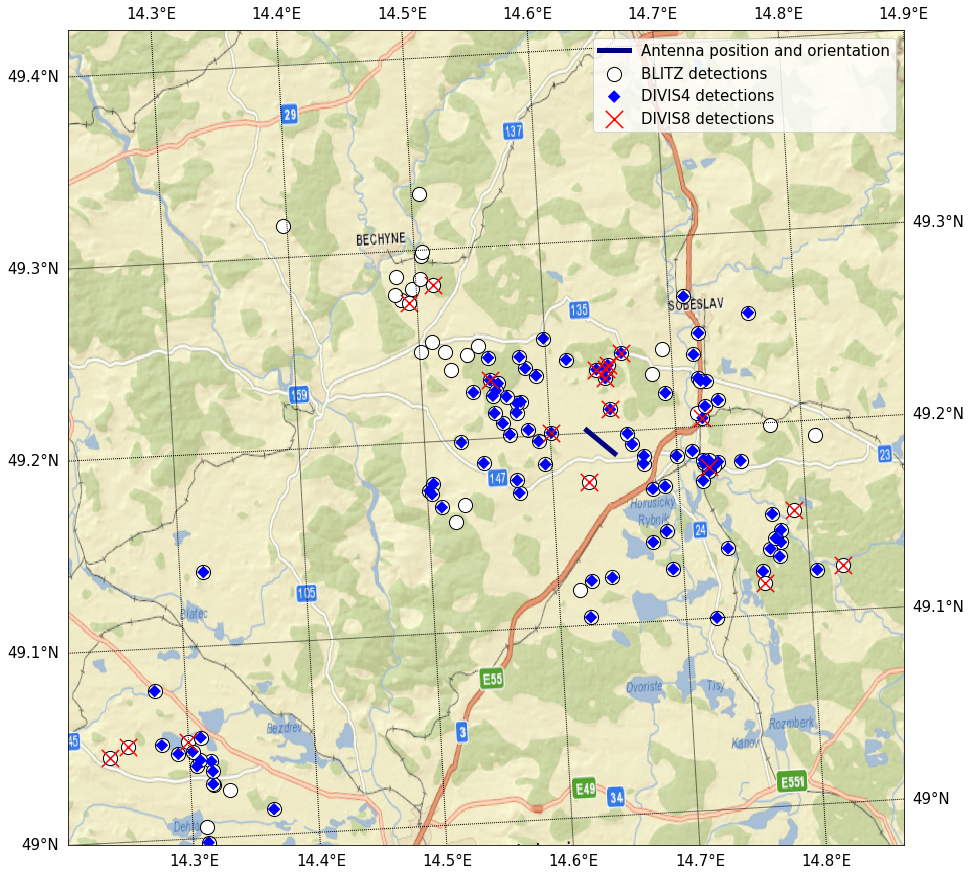 14.3°E 14.4°E 14.5°E 14.6°E 14.7°E 14.8°E 14.9°E
Antenna position and orientation
BLITZ detections
DIVIS4 detections
DIVIS8 detections
49.4°N
29
137
49.3°N
BECHYNE
49.3°N
SOBESLAV
135
159
49.2°N
23
49.2°N
147
Horusicky
Rybnik
24
105
Blatec
49.1°N
49.1°N
E55
Dvoriste
Tisy
Rozmberk
Bezdrev
3
45
Kanov
E49
34
E551
49°N
49°N
14.3°E 14.4°E 14.5°E 14.6°E 14.7°E 14.8°E